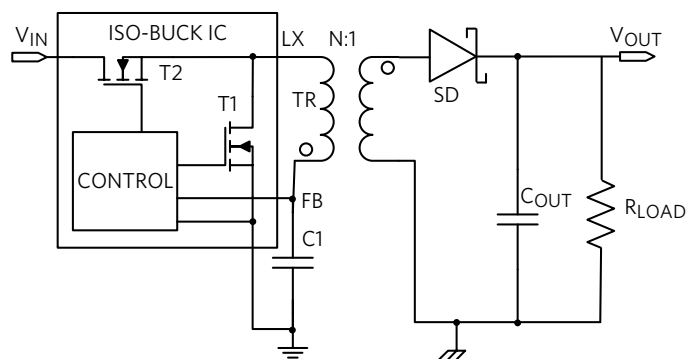 ISO-BUCK IC
VIN
LX
N:1
VOUT
T2
SD
T1
TR
CONTROL
FB
COUT
RLOAD
C1